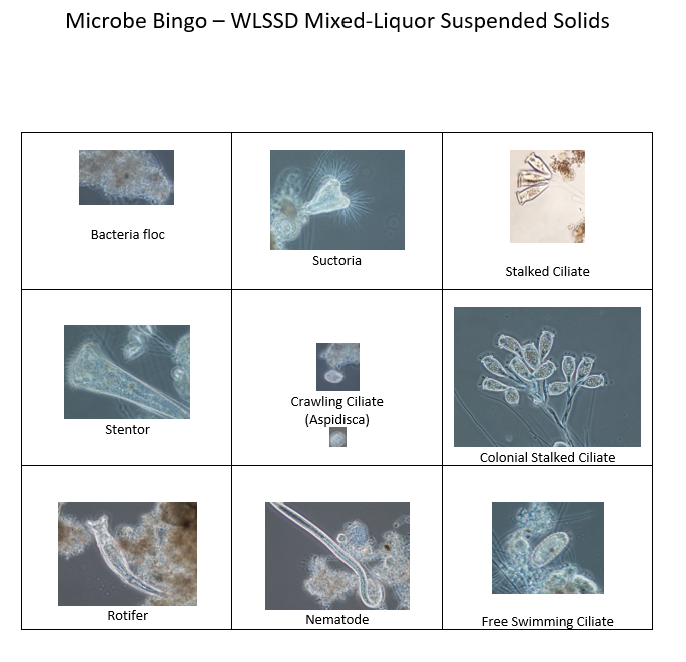 Microbe Bingo – WLSSD Mixed-Liquor Suspended Solids
Bacteria floc
Suctoria
Stalked Ciliate
Stentor
Crawling Ciliate
(Aspidisca)
Colonial Stalked Ciliate
Rotifer
Nematode
Free Swimming Ciliate